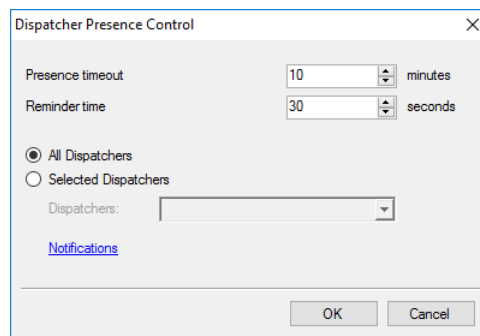 Dispatcher Presence Control
Presence timeout 10 minutes
Reminder time 30 seconds
All Dispatchers
Selected Dispatchers
Dispatchers:
Notifications
OK Cancel